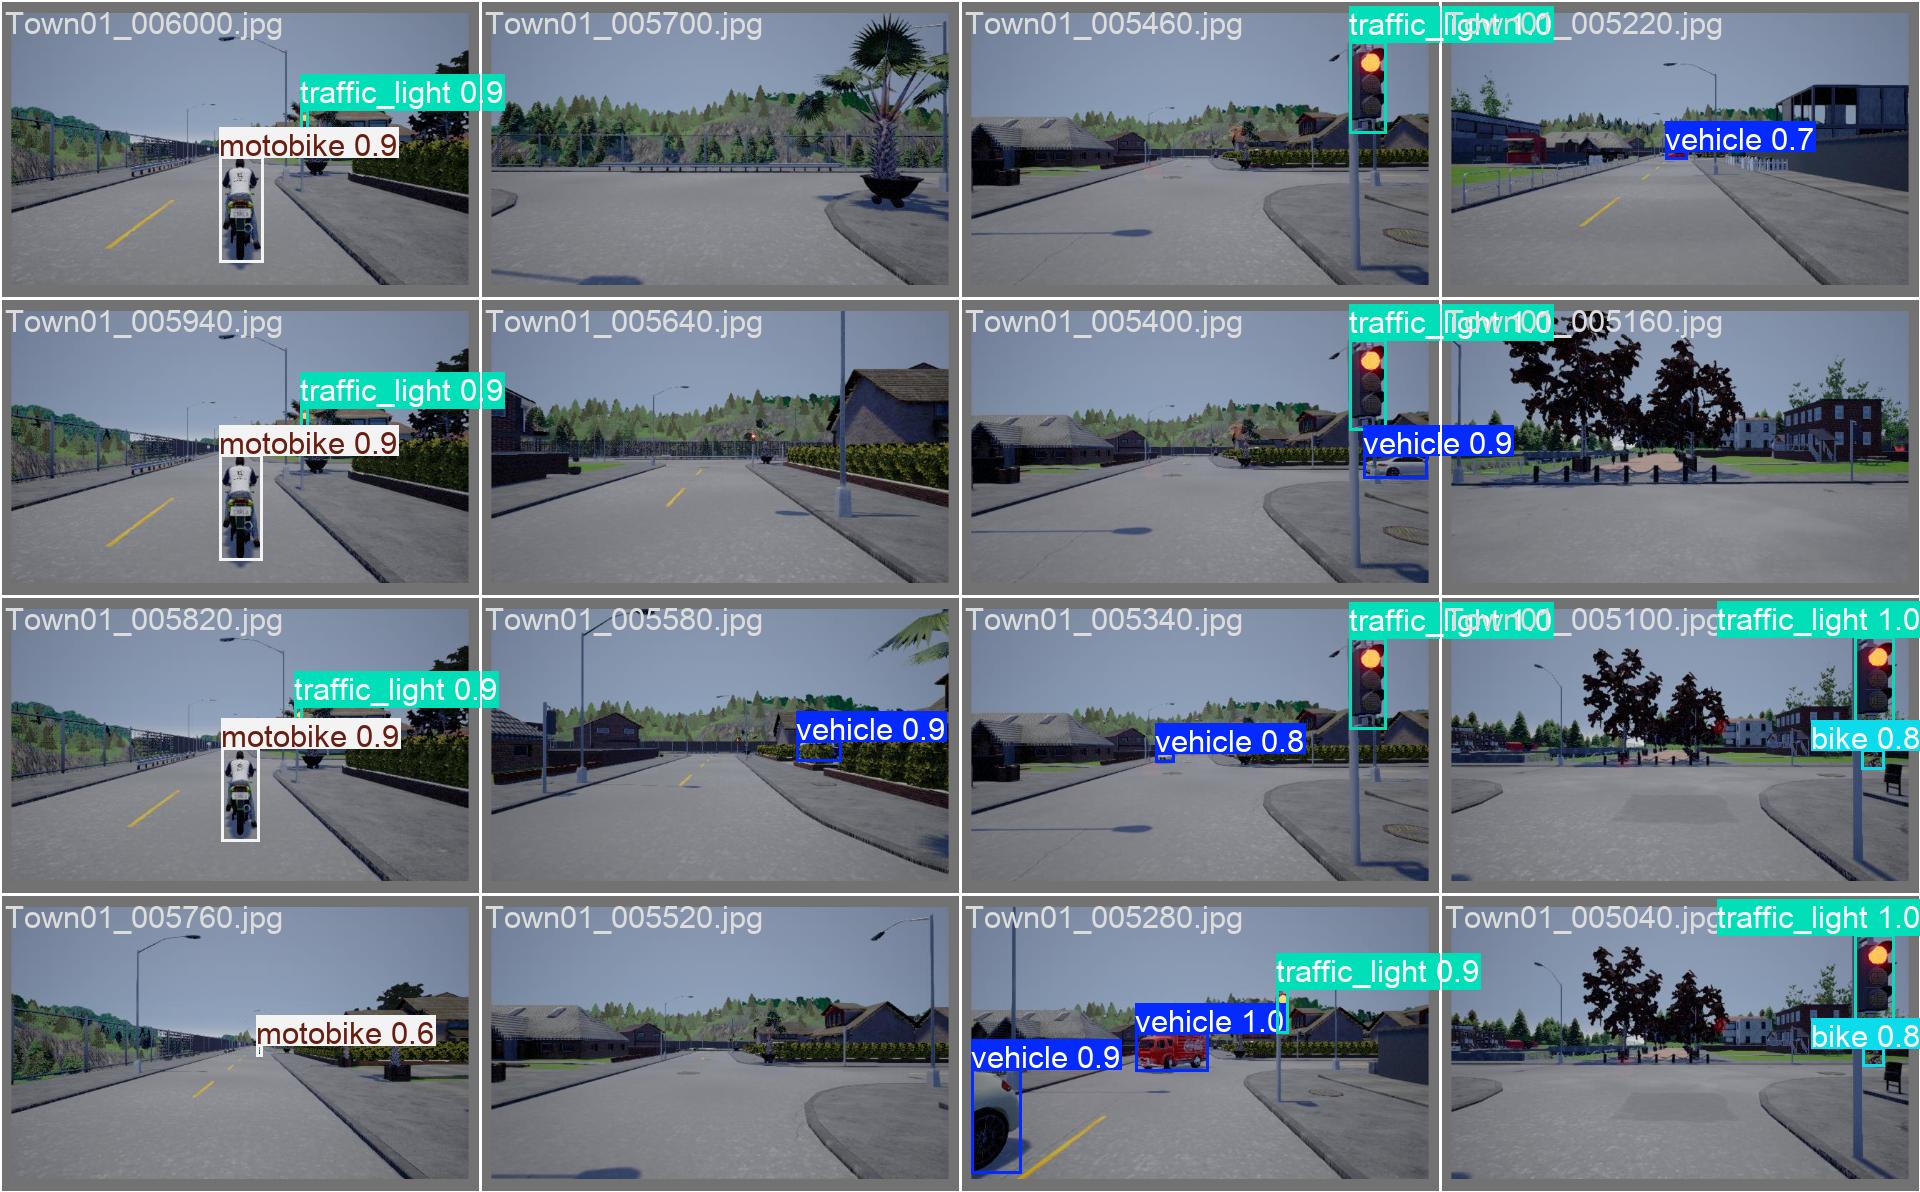 Town01_006000.jpg
traffic_light 0.9
motobike 0.9
Town01_005700.jpg
Town01_005460.jpg
traffic_light 1.0
Town01_005220.jpg
vehicle 0.7
Town01_005940.jpg
traffic_light 0.9
motobike 0.9
Town01_005640.jpg
Town01_005400.jpg
traffic_light 1.0
vehicle 0.9
Town01_005160.jpg
Town01_005820.jpg
traffic_light 0.9
motobike 0.9
Town01_005580.jpg
vehicle 0.9
Town01_005340.jpg
traffic_light 1.0
vehicle 0.8
Town01_005100.jpg
traffic_light 1.0
bike 0.8
Town01_005760.jpg
motobike 0.6
Town01_005520.jpg
Town01_005280.jpg
traffic_light 0.9
vehicle 1.0
vehicle 0.9
Town01_005040.jpg
traffic_light 1.0
bike 0.8